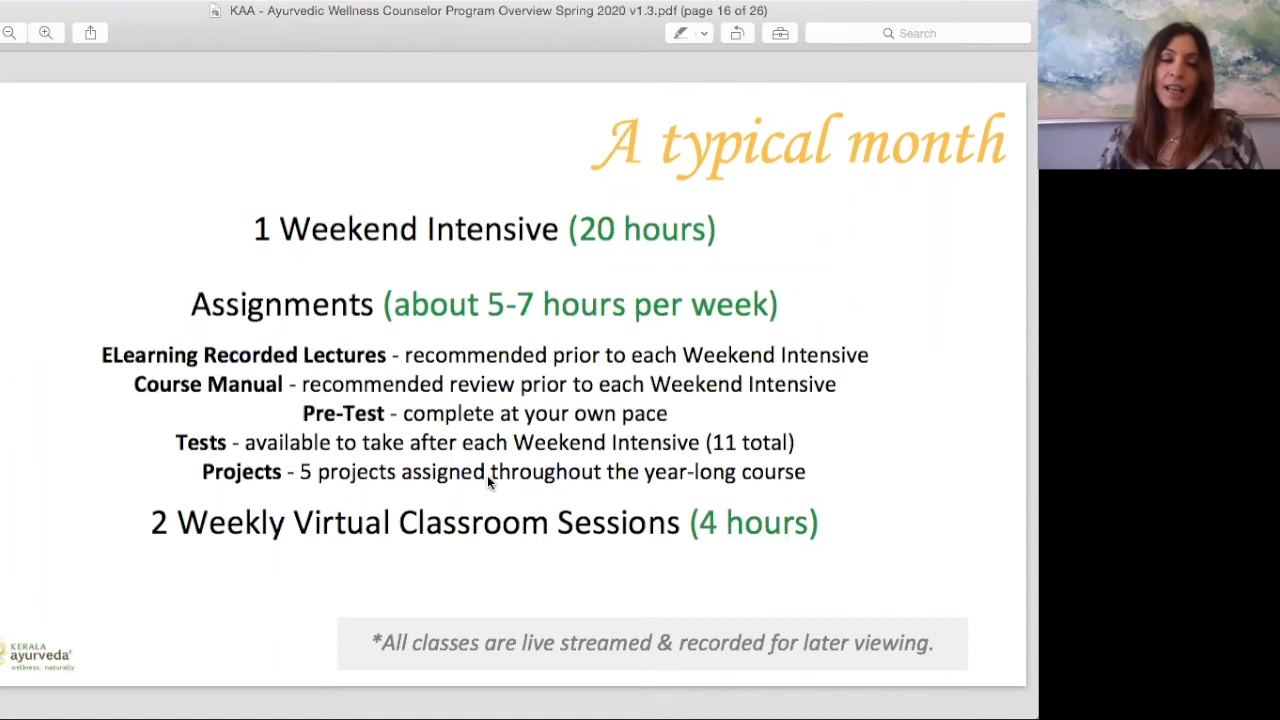 KAA - Ayurvedic Wellness Counselor Program Overview Spring 2020 v1.3.pdf (page 16 of 26)
Search
A typical month
1 Weekend Intensive (20 hours)
Assignments (about 5-7 hours per week)
ELearning Recorded Lectures - recommended prior to each Weekend Intensive
Course Manual - recommended review prior to each Weekend Intensive
Pre-Test - complete at your own pace
Tests - available to take after each Weekend Intensive (11 total)
Projects - 5 projects assigned throughout the year-long course
2 Weekly Virtual Classroom Sessions (4 hours)
*All classes are live streamed & recorded for later viewing.
KERALA
ayurveda®
wellness, naturally